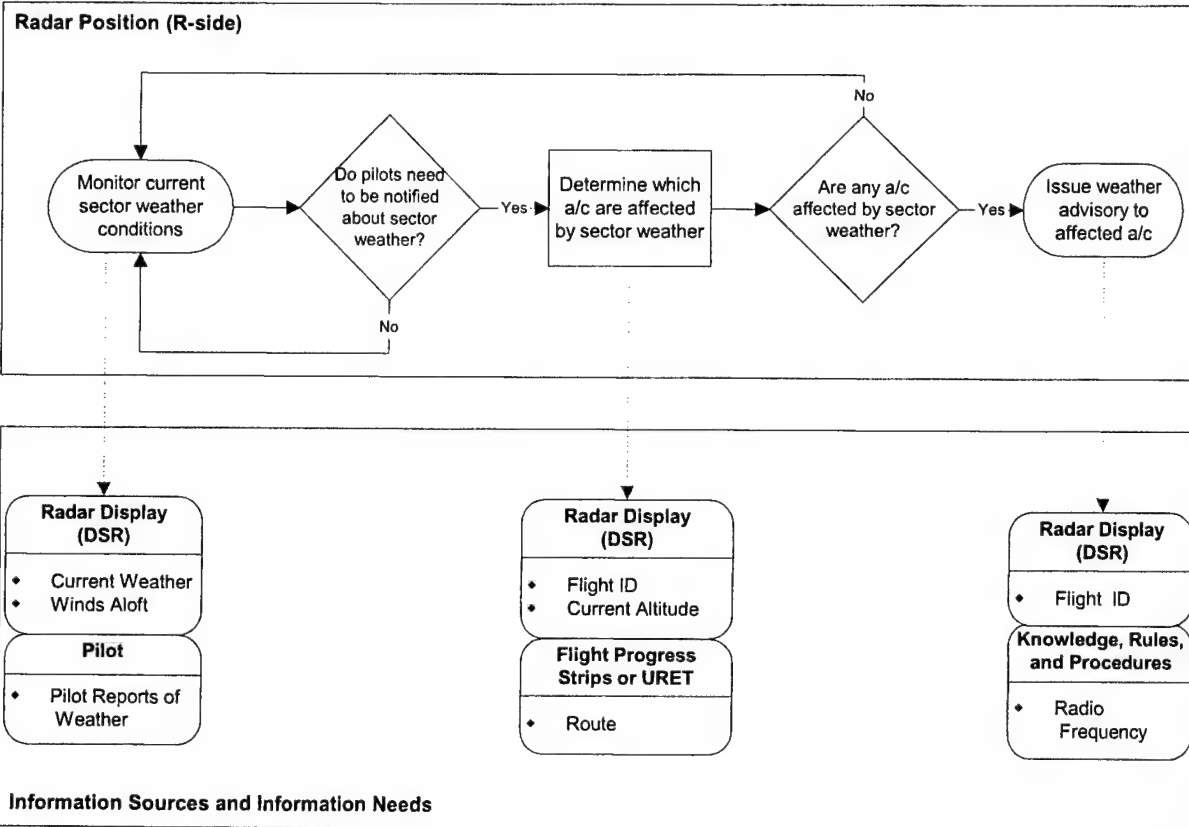 Radar Position (R-side)
No
Monitor current
sector weather
conditions
Do pilots need
to be notified
about sector
weather?
Yes
Determine which
a/c are affected
by sector weather
Are any a/c
affected by sector
weather?
Yes
Issue weather
advisory to
affected a/c
No
Radar Display
(DSR)
Current Weather
Winds Aloft
Pilot
Pilot Reports of
Weather
Radar Display
(DSR)
Flight ID
Current Altitude
Flight Progress
Strips or URET
Route
Radar Display
(DSR)
Flight ID
Knowledge, Rules,
and Procedures
Radio
Frequency
Information Sources and Information Needs